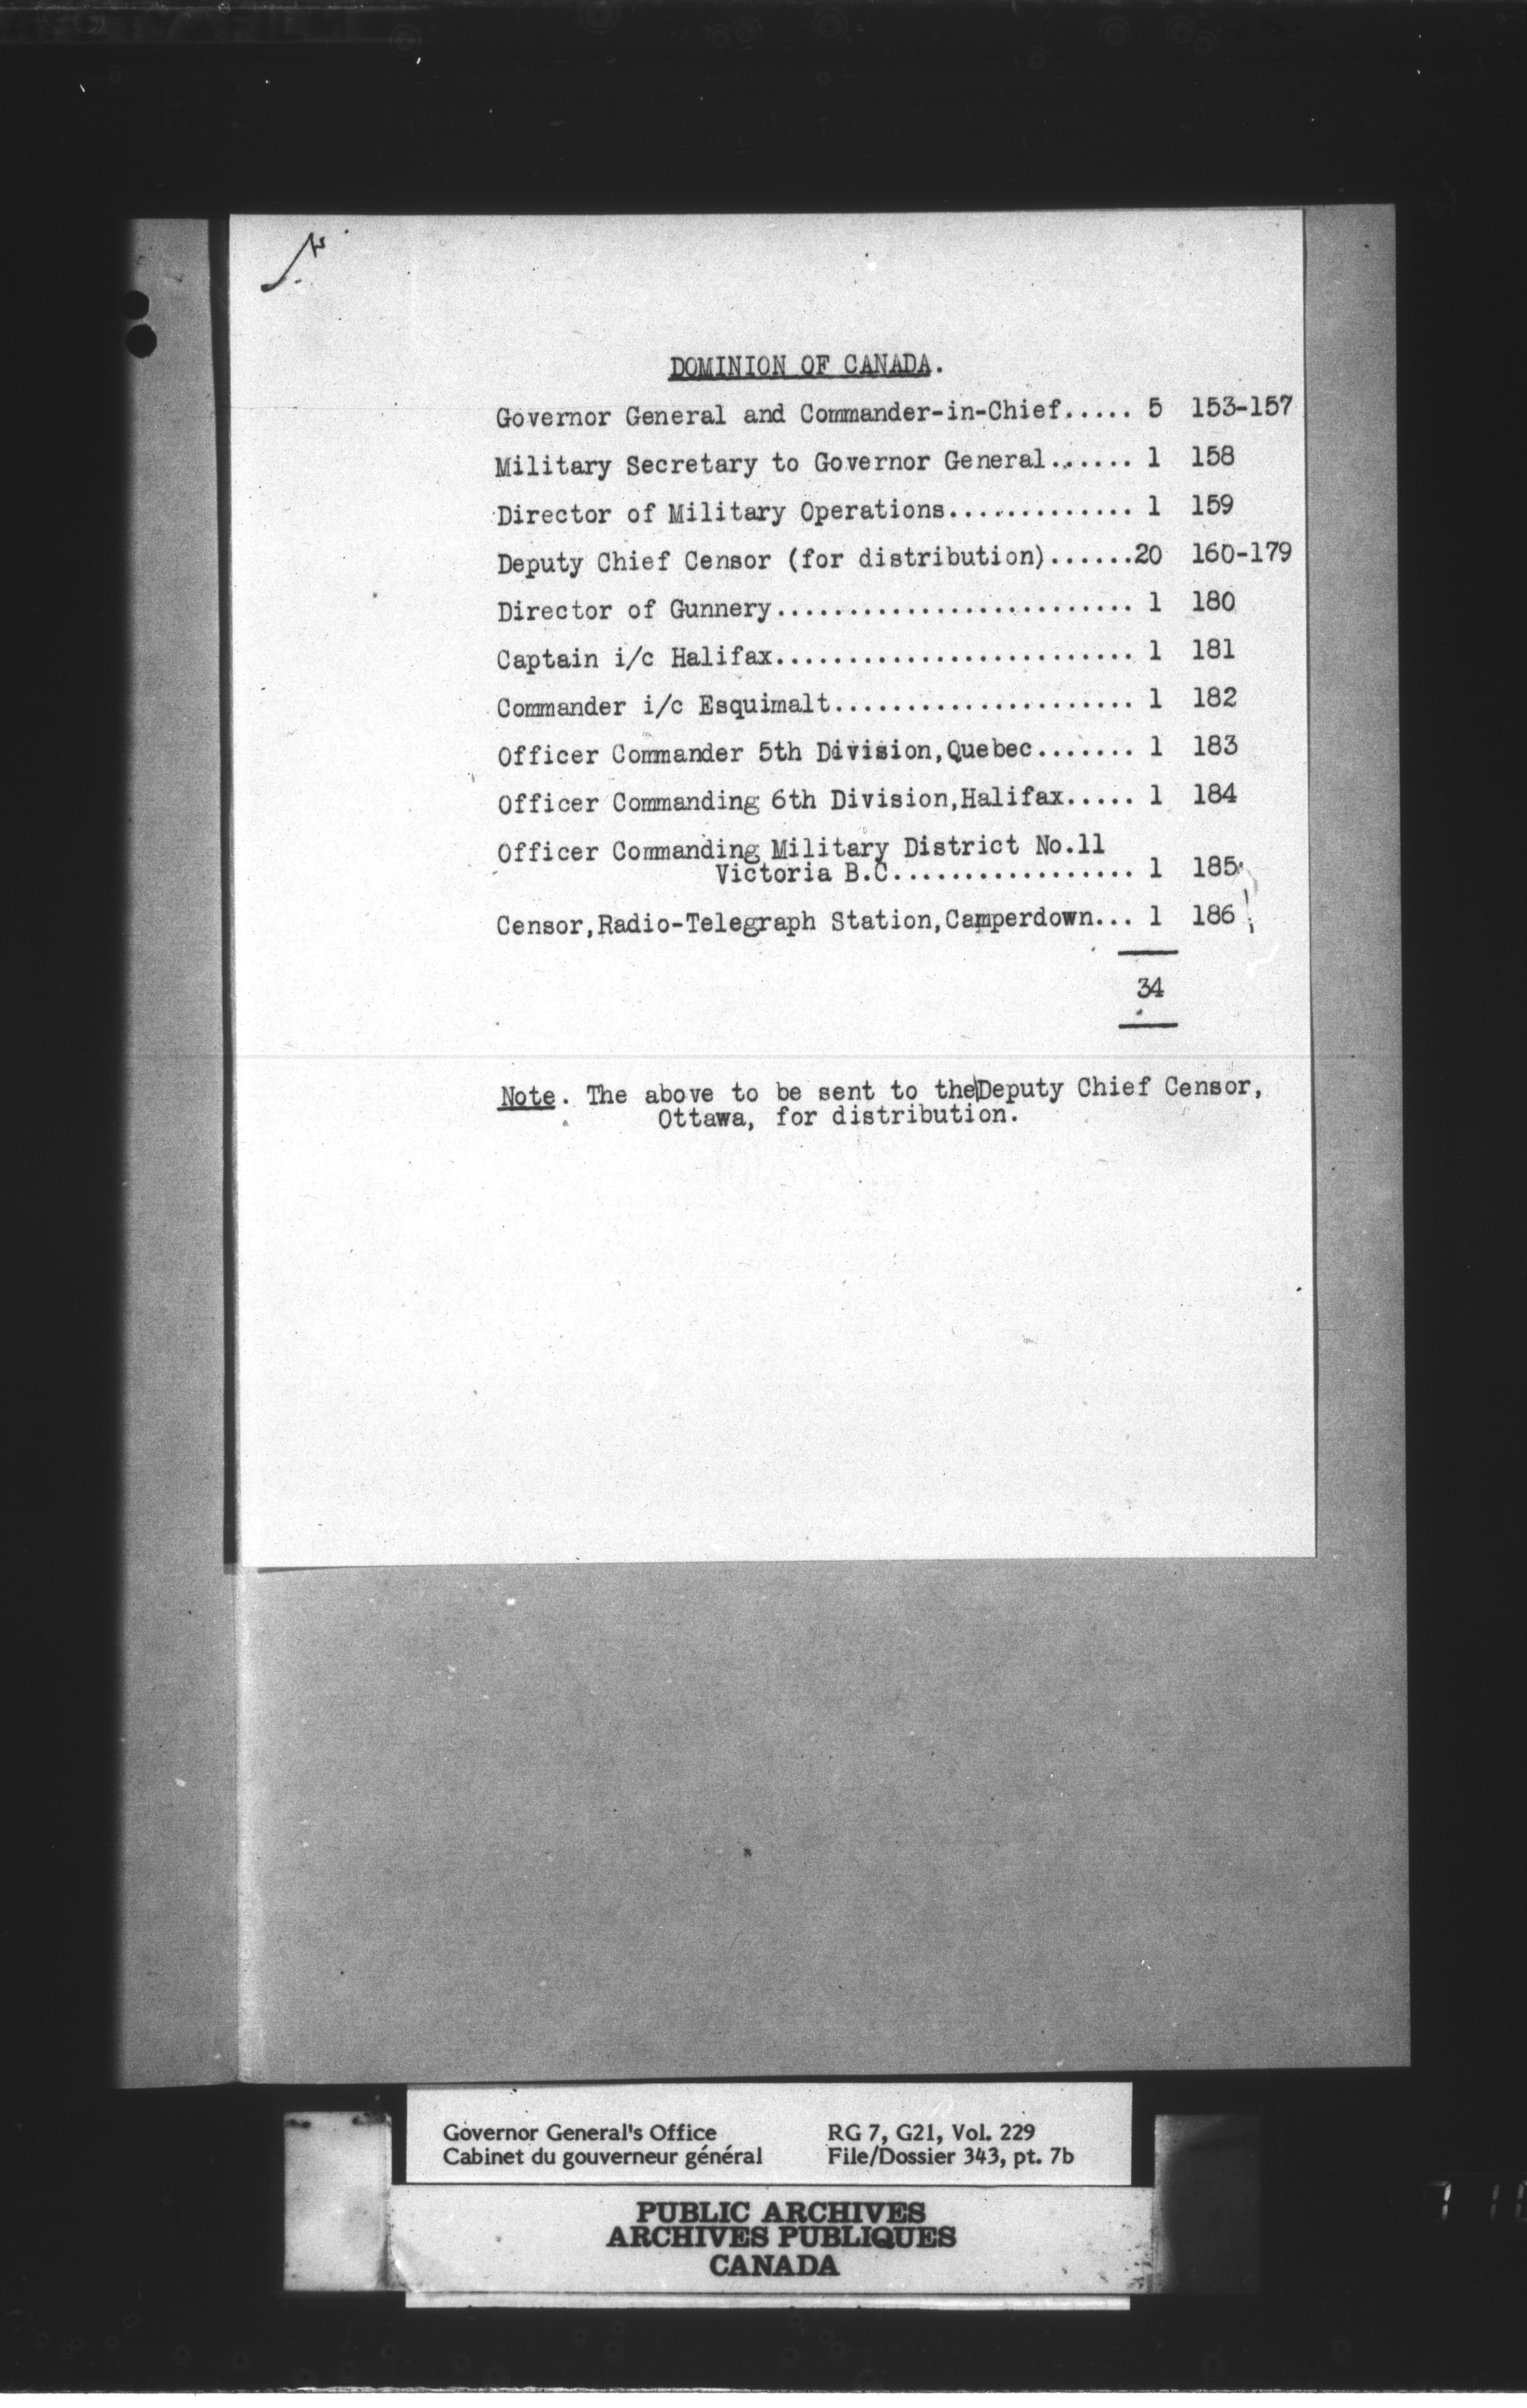 DOMINION OF CANADA.
Governor General and Commander-in-Chief..... 5 153-157
Military Secretary to Governor General...... 1 158
Director of Military Operations............. 1 159
Deputy Chief Censor (for distribution)......20 160-179
Director of Gunnery......................... 1 180
Captain i/c Halifax......................... 1 181
Commander i/c Esquimalt..................... 1 182
Officer Commander 5th Division,Quebec....... 1 183
Officer Commanding 6th Division,Halifax..... 1 184
Officer Commanding Military District No.11
Victoria B.C................. 1 185
Censor,Radio-Telegraph Station,Camperdown... 1 186
34
Note. The above to be sent to the Deputy Chief Censor,
Ottawa, for distribution.
Governor General's Office RG 7, G21, Vol. 229
Cabinet du gouverneur général File/Dossier 343, pt. 7b
PUBLIC ARCHIVES
ARCHIVES PUBLIQUES
CANADA